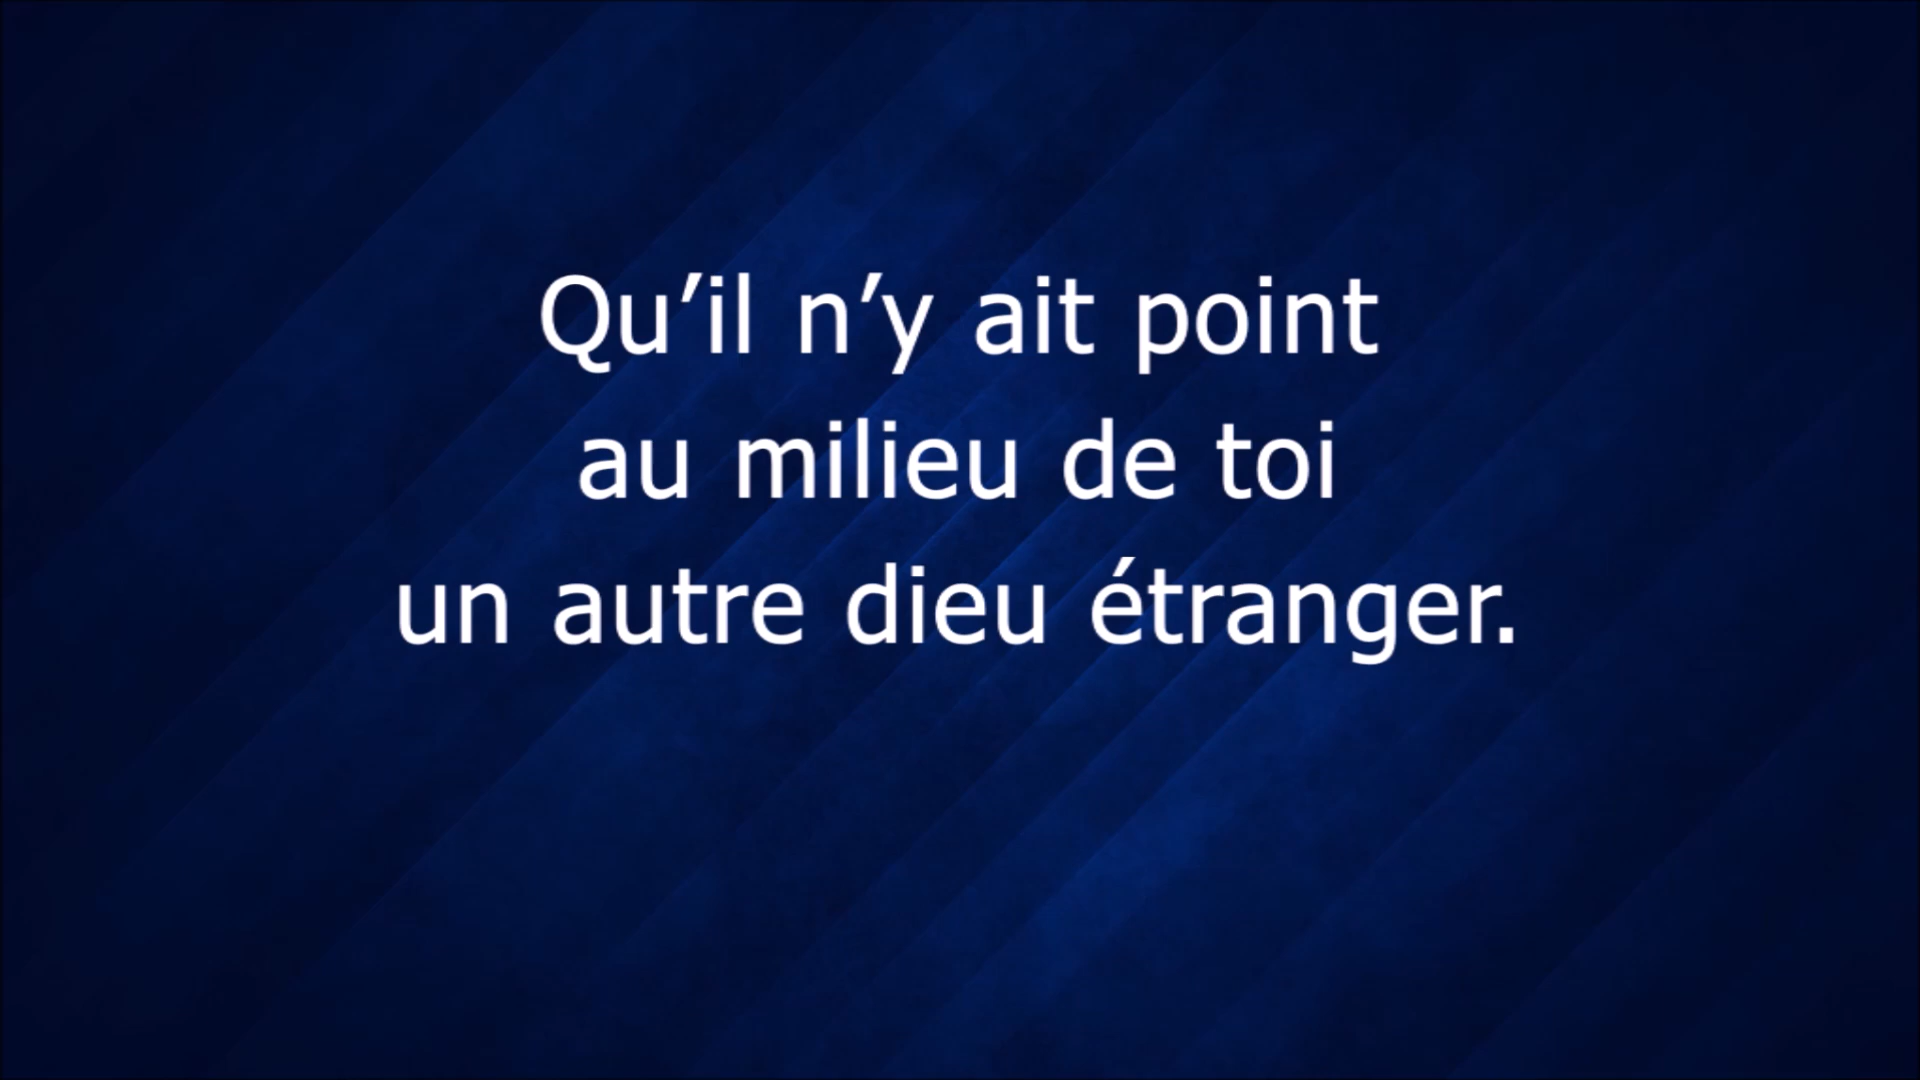 Qu’il n’y ait point
au milieu de toi
un autre dieu étranger.